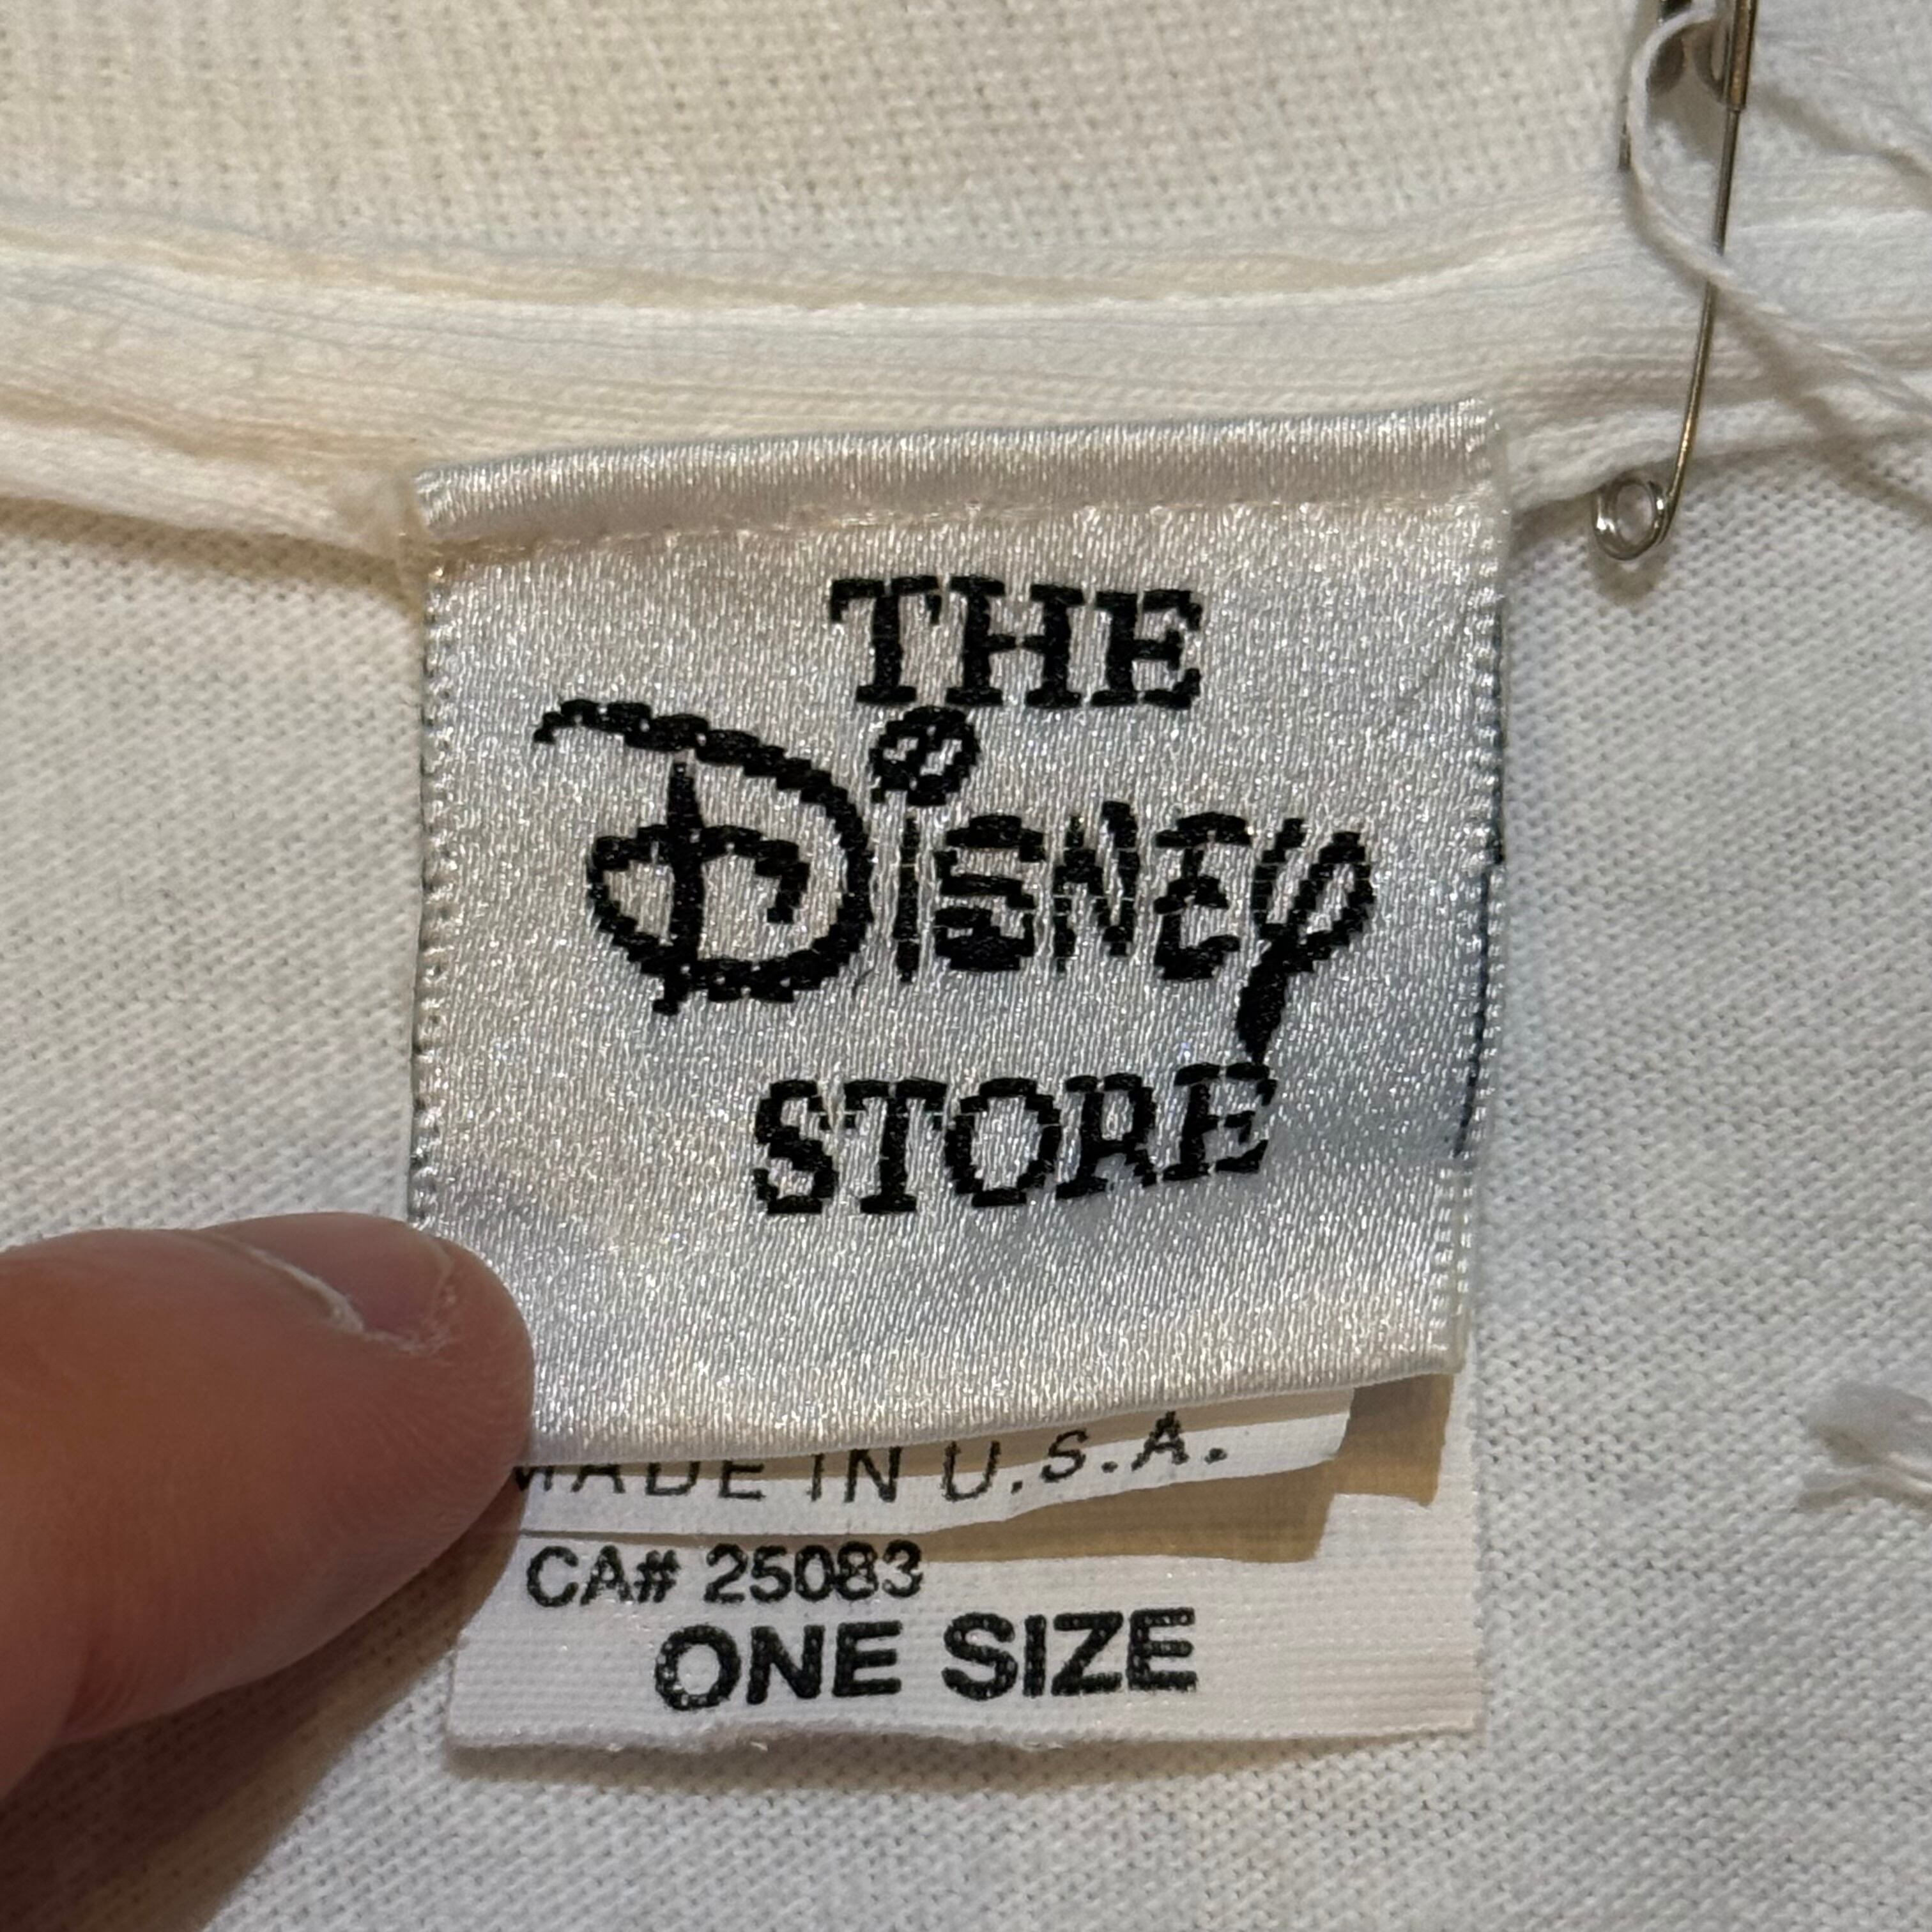 THE
Disney
STORE
MADE IN U.S.A.
CA# 25083
ONE SIZE